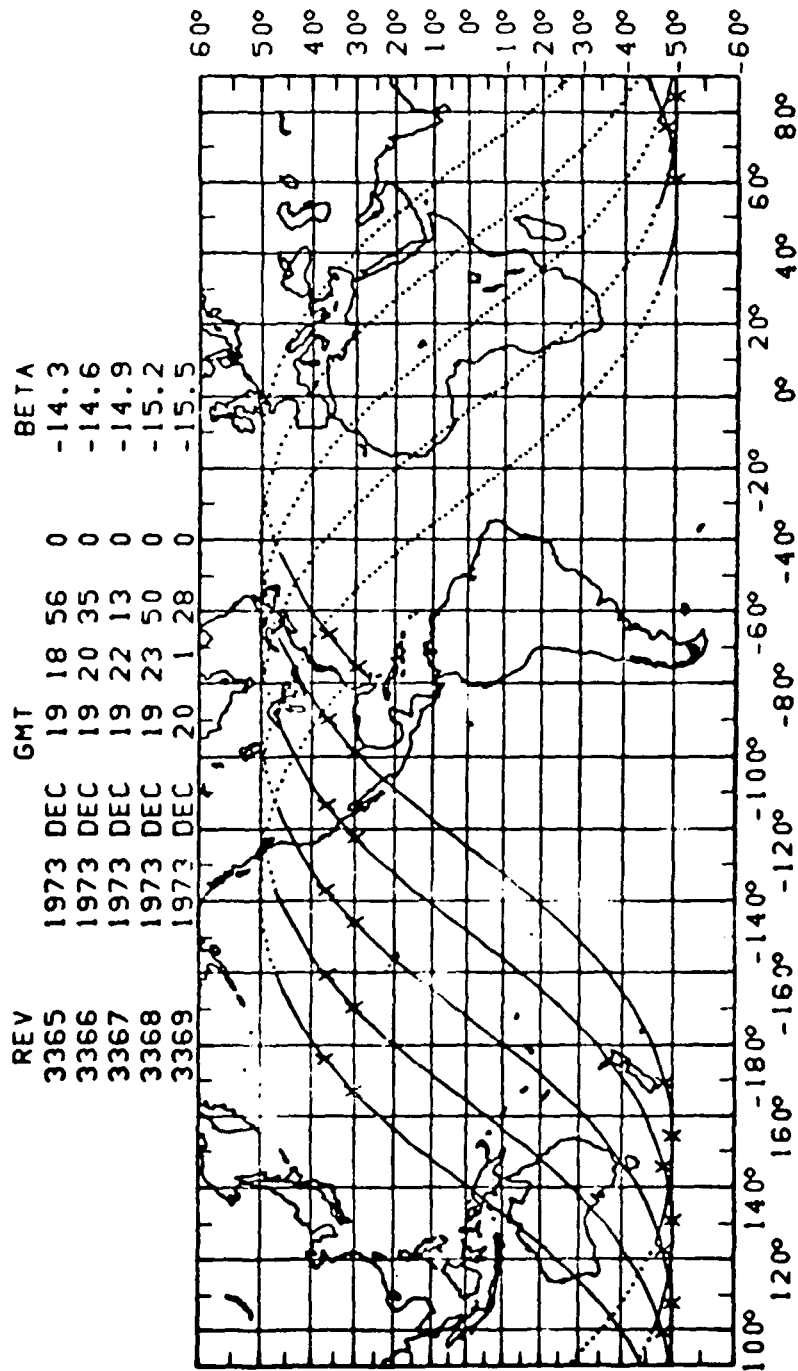 REV GMT BETA
3365 1973 DEC 19 18 56 0 -14.3
3366 1973 DEC 19 20 35 0 -14.6
3367 1973 DEC 19 22 13 0 -14.9
3368 1973 DEC 19 23 50 0 -15.2
3369 1973 DEC 20 1 28 0 -15.5
60°
50°
40°
30°
20°
10°
-10°
-20°
-30°
-40°
-50°
-60°
100° 120° 140° 160° -180° -160° -140° -120° -100° -80° -60° -40° -20° 0° 20° 40° 60° 80°